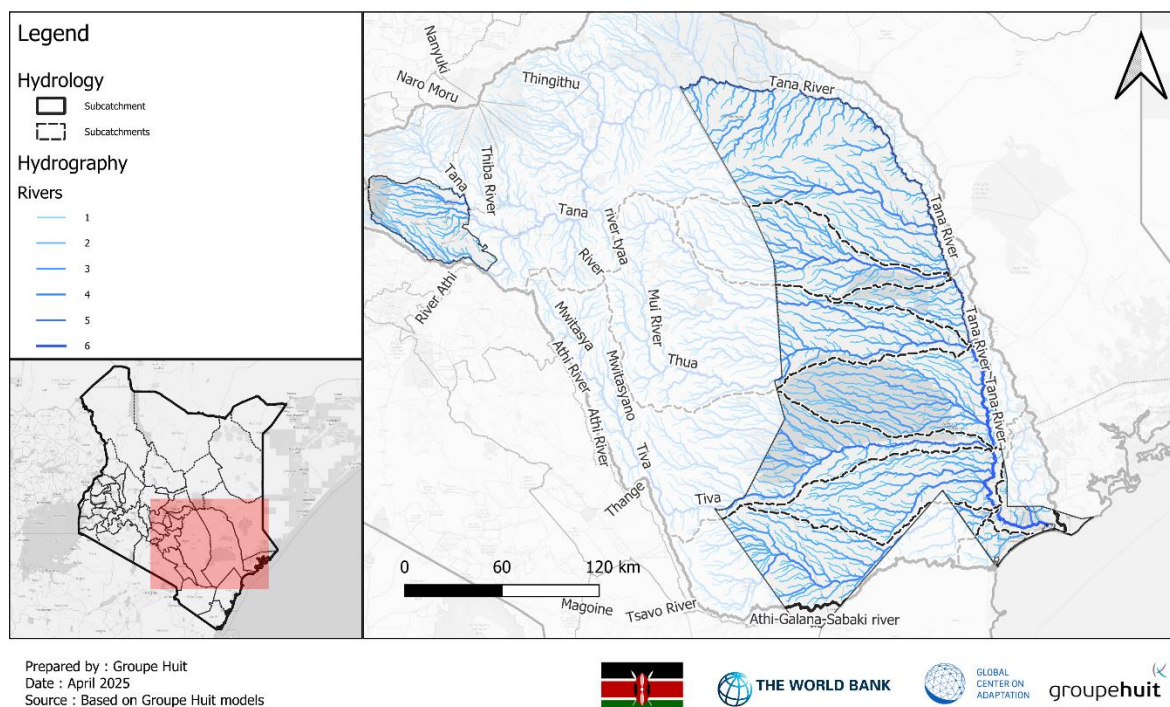 Legend
Hydrology
Subcatchment
Subcatchments
Hydrography
Rivers
1
2
3
4
5
6
Nanyuki
Naro Moru
Thingithu
Tana River
Tana
Thiba River
Tana
river tyaa
River
River Athi
Mwitasya
Athi River
Athi River
Mui River
Mwitasyano
Thua
Tiva
Thange
Tiva
Tana River
Tana River
Tana River
0
60
120 km
Magoine
Tsavo River
Athi-Galana-Sabaki river
Prepared by : Groupe Huit
Date : April 2025
Source : Based on Groupe Huit models
THE WORLD BANK
GLOBAL
CENTER ON
ADAPTATION
groupehuit